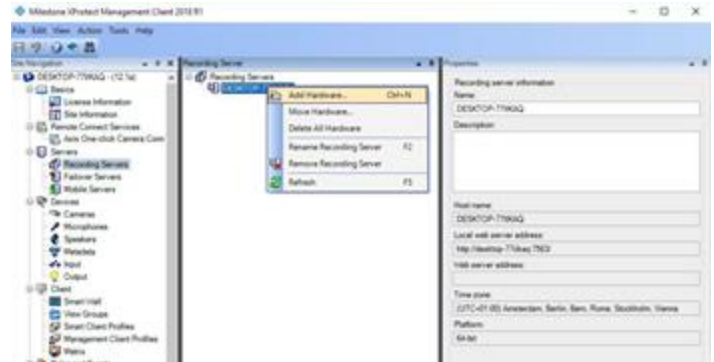 Milestone XProtect Management Client 2018 R1
File Edit View Action Tools Help
Site Navigation
Recording Server
Properties
Basics
License Information
Site Information
Remote Connect Services
Axis One-click Camera Conn
Servers
Recording Servers
Failover Servers
Mobile Servers
Devices
Cameras
Microphones
Speakers
Metadata
Input
Output
Client
Smart Wall
View Groups
Smart Client Profiles
Management Client Profiles
Matrix
Recording Servers
Add Hardware... Ctrl+N
Move Hardware...
Delete All Hardware
Rename Recording Server F2
Remove Recording Server
Refresh F5
Recording server information
Name:
Description:
Host name:
Local web server address:
Web server address:
Time zone:
(UTC+01:00) Amsterdam, Berlin, Bern, Rome, Stockholm, Vienna
Platform:
64-bit